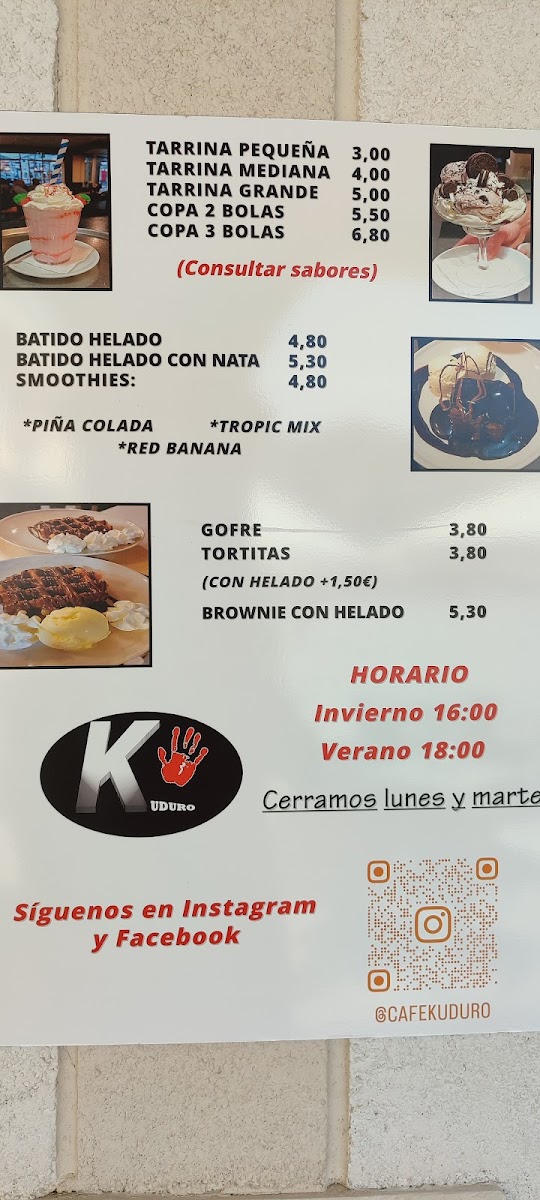 TARRINA PEQUEÑA 3,00
TARRINA MEDIANA 4,00
TARRINA GRANDE 5,00
COPA 2 BOLAS 5,50
COPA 3 BOLAS 6,80
(Consultar sabores)
BATIDO HELADO 4,80
BATIDO HELADO CON NATA 5,30
SMOOTHIES: 4,80
*PIÑA COLADA *TROPIC MIX
*RED BANANA
GOFRE 3,80
TORTITAS 3,80
(CON HELADO +1,50€)
BROWNIE CON HELADO 5,30
HORARIO
Invierno 16:00
Verano 18:00
KUDURO
Cerramos lunes y marte
Síguenos en Instagram
y Facebook
@CAFEKUDURO